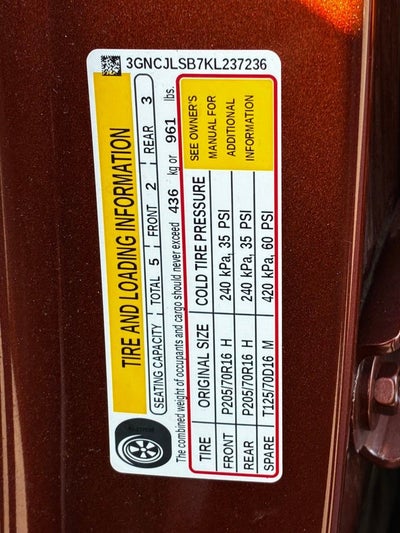 3GNCJLSB7KL237236
TIRE AND LOADING INFORMATION
SEATING CAPACITY TOTAL 5 FRONT 2 REAR 3
The combined weight of occupants and cargo should never exceed 436 kg or 961 lbs.
TIRE ORIGINAL SIZE COLD TIRE PRESSURE
FRONT P205/70R16 H 240 kPa, 35 PSI
REAR P205/70R16 H 240 kPa, 35 PSI
SPARE T125/70D16 M 420 kPa, 60 PSI
SEE OWNER'S
MANUAL FOR
ADDITIONAL
INFORMATION